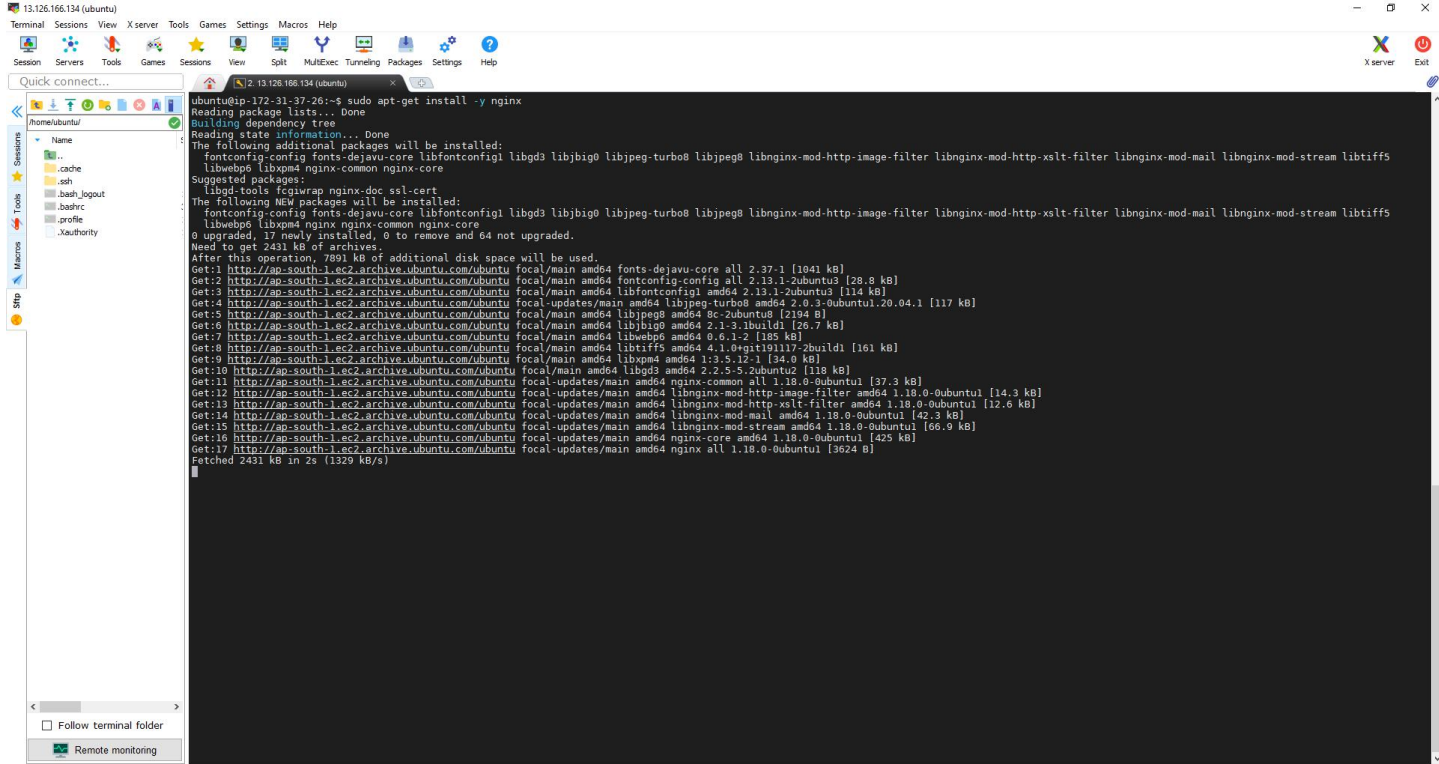 13.126.166.134 (ubuntu)
Terminal Sessions View X server Tools Games Settings Macros Help
Session Servers Tools Games Sessions View Split MultiExec Tunneling Packages Settings Help X server Exit
Quick connect...
2. 13.126.166.134 (ubuntu)
/home/ubuntu/
Name
..
.cache
.ssh
.bash_logout
.bashrc
.profile
.Xauthority
Sessions
Tools
Macros
Sftp
ubuntu@ip-172-31-37-26:~$ sudo apt-get install -y nginx
Reading package lists... Done
Building dependency tree
Reading state information... Done
The following additional packages will be installed:
fontconfig-config fonts-dejavu-core libfontconfig1 libgd3 libjbig0 libjpeg-turbo8 libjpeg8 libnginx-mod-http-image-filter libnginx-mod-http-xslt-filter libnginx-mod-mail libnginx-mod-stream libtiff5
libwebp6 libxpm4 nginx-common nginx-core
Suggested packages:
libgd-tools fcgiwrap nginx-doc ssl-cert
The following NEW packages will be installed:
fontconfig-config fonts-dejavu-core libfontconfig1 libgd3 libjbig0 libjpeg-turbo8 libjpeg8 libnginx-mod-http-image-filter libnginx-mod-http-xslt-filter libnginx-mod-mail libnginx-mod-stream libtiff5
libwebp6 libxpm4 nginx nginx-common nginx-core
0 upgraded, 17 newly installed, 0 to remove and 64 not upgraded.
Need to get 2431 kB of archives.
After this operation, 7891 kB of additional disk space will be used.
Get:1 http://ap-south-1.ec2.archive.ubuntu.com/ubuntu focal/main amd64 fonts-dejavu-core all 2.37-1 [1041 kB]
Get:2 http://ap-south-1.ec2.archive.ubuntu.com/ubuntu focal/main amd64 fontconfig-config all 2.13.1-2ubuntu3 [28.8 kB]
Get:3 http://ap-south-1.ec2.archive.ubuntu.com/ubuntu focal/main amd64 libfontconfig1 amd64 2.13.1-2ubuntu3 [114 kB]
Get:4 http://ap-south-1.ec2.archive.ubuntu.com/ubuntu focal-updates/main amd64 libjpeg-turbo8 amd64 2.0.3-0ubuntu1.20.04.1 [117 kB]
Get:5 http://ap-south-1.ec2.archive.ubuntu.com/ubuntu focal/main amd64 libjpeg8 amd64 8c-2ubuntu8 [2194 B]
Get:6 http://ap-south-1.ec2.archive.ubuntu.com/ubuntu focal/main amd64 libjbig0 amd64 2.1-3.1build1 [26.7 kB]
Get:7 http://ap-south-1.ec2.archive.ubuntu.com/ubuntu focal/main amd64 libwebp6 amd64 0.6.1-2 [185 kB]
Get:8 http://ap-south-1.ec2.archive.ubuntu.com/ubuntu focal/main amd64 libtiff5 amd64 4.1.0+git191117-2build1 [161 kB]
Get:9 http://ap-south-1.ec2.archive.ubuntu.com/ubuntu focal/main amd64 libxpm4 amd64 1:3.5.12-1 [34.0 kB]
Get:10 http://ap-south-1.ec2.archive.ubuntu.com/ubuntu focal/main amd64 libgd3 amd64 2.2.5-5.2ubuntu2 [118 kB]
Get:11 http://ap-south-1.ec2.archive.ubuntu.com/ubuntu focal-updates/main amd64 nginx-common all 1.18.0-0ubuntu1 [37.3 kB]
Get:12 http://ap-south-1.ec2.archive.ubuntu.com/ubuntu focal-updates/main amd64 libnginx-mod-http-image-filter amd64 1.18.0-0ubuntu1 [14.3 kB]
Get:13 http://ap-south-1.ec2.archive.ubuntu.com/ubuntu focal-updates/main amd64 libnginx-mod-http-xslt-filter amd64 1.18.0-0ubuntu1 [12.6 kB]
Get:14 http://ap-south-1.ec2.archive.ubuntu.com/ubuntu focal-updates/main amd64 libnginx-mod-mail amd64 1.18.0-0ubuntu1 [42.3 kB]
Get:15 http://ap-south-1.ec2.archive.ubuntu.com/ubuntu focal-updates/main amd64 libnginx-mod-stream amd64 1.18.0-0ubuntu1 [66.9 kB]
Get:16 http://ap-south-1.ec2.archive.ubuntu.com/ubuntu focal-updates/main amd64 nginx-core amd64 1.18.0-0ubuntu1 [425 kB]
Get:17 http://ap-south-1.ec2.archive.ubuntu.com/ubuntu focal-updates/main amd64 nginx all 1.18.0-0ubuntu1 [3624 B]
Fetched 2431 kB in 2s (1329 kB/s)
Follow terminal folder
Remote monitoring